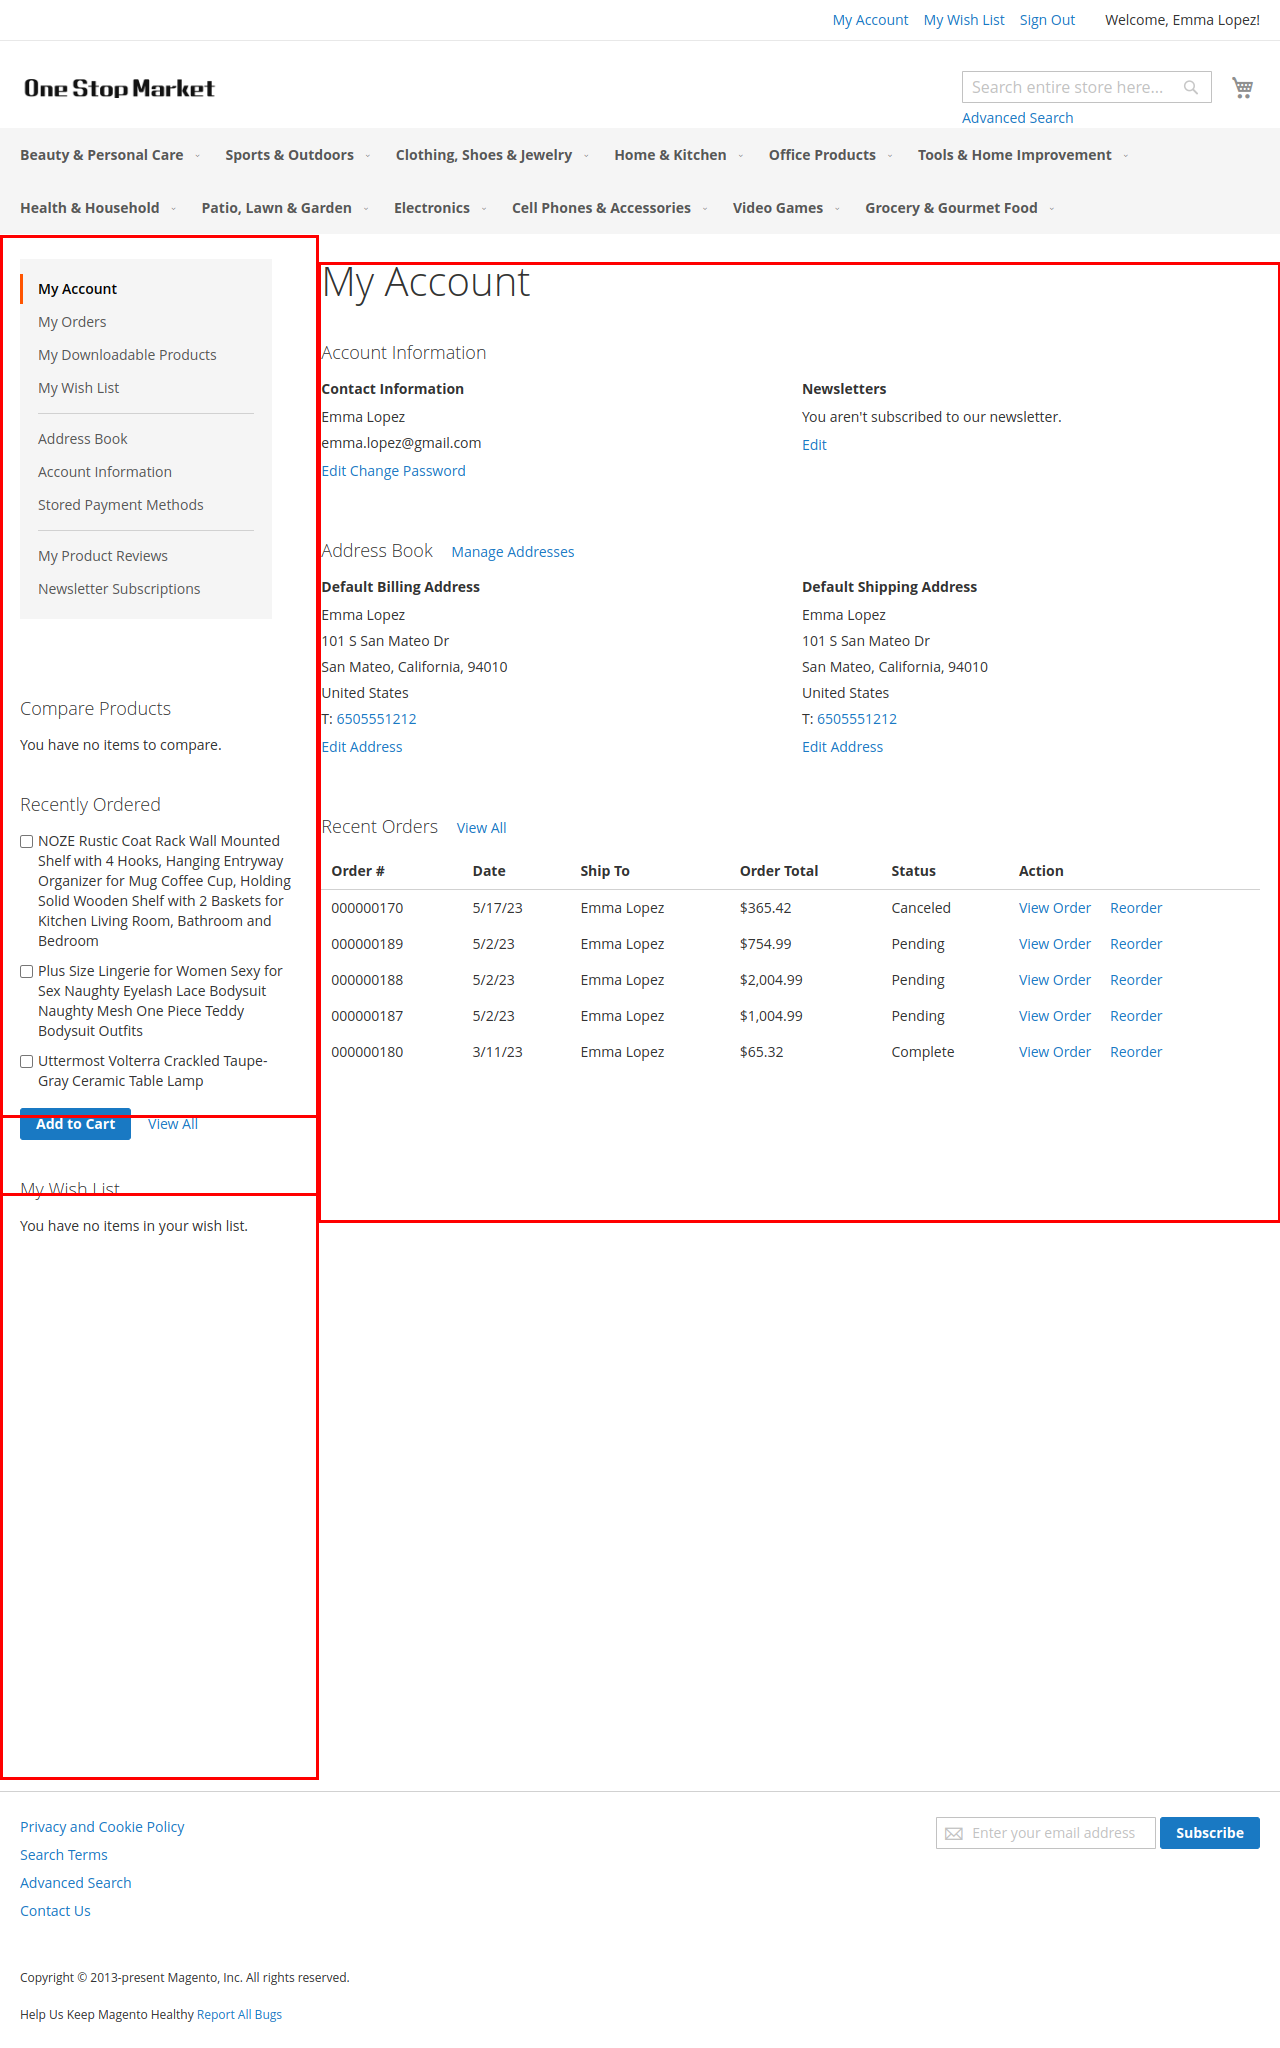 My Account My Wish List Sign Out Welcome, Emma Lopez!
One Stop Market
Search entire store here...
Advanced Search
Beauty & Personal Care Sports & Outdoors Clothing, Shoes & Jewelry Home & Kitchen Office Products Tools & Home Improvement
Health & Household Patio, Lawn & Garden Electronics Cell Phones & Accessories Video Games Grocery & Gourmet Food
My Account
My Orders
My Downloadable Products
My Wish List
Address Book
Account Information
Stored Payment Methods
My Product Reviews
Newsletter Subscriptions
Compare Products
You have no items to compare.
Recently Ordered
NOZE Rustic Coat Rack Wall Mounted
Shelf with 4 Hooks, Hanging Entryway
Organizer for Mug Coffee Cup, Holding
Solid Wooden Shelf with 2 Baskets for
Kitchen Living Room, Bathroom and
Bedroom
Plus Size Lingerie for Women Sexy for
Sex Naughty Eyelash Lace Bodysuit
Naughty Mesh One Piece Teddy
Bodysuit Outfits
Uttermost Volterra Crackled Taupe-
Gray Ceramic Table Lamp
Add to Cart View All
My Wish List
You have no items in your wish list.
My Account
Account Information
Contact Information
Emma Lopez
emma.lopez@gmail.com
Edit Change Password
Newsletters
You aren't subscribed to our newsletter.
Edit
Address Book Manage Addresses
Default Billing Address
Emma Lopez
101 S San Mateo Dr
San Mateo, California, 94010
United States
T: 6505551212
Edit Address
Default Shipping Address
Emma Lopez
101 S San Mateo Dr
San Mateo, California, 94010
United States
T: 6505551212
Edit Address
Recent Orders View All
Order # Date Ship To Order Total Status Action
000000170 5/17/23 Emma Lopez $365.42 Canceled View Order Reorder
000000189 5/2/23 Emma Lopez $754.99 Pending View Order Reorder
000000188 5/2/23 Emma Lopez $2,004.99 Pending View Order Reorder
000000187 5/2/23 Emma Lopez $1,004.99 Pending View Order Reorder
000000180 3/11/23 Emma Lopez $65.32 Complete View Order Reorder
Privacy and Cookie Policy
Search Terms
Advanced Search
Contact Us
Enter your email address Subscribe
Copyright © 2013-present Magento, Inc. All rights reserved.
Help Us Keep Magento Healthy Report All Bugs